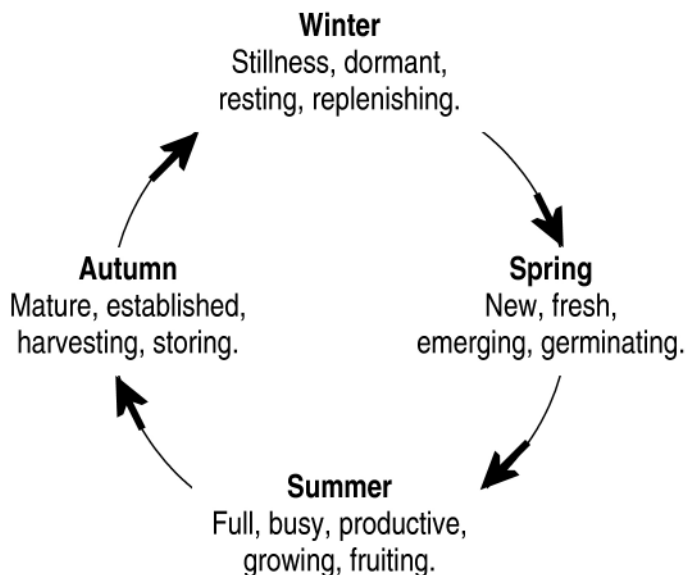 Winter
Stillness, dormant,
resting, replenishing.
Spring
New, fresh,
emerging, germinating.
Summer
Full, busy, productive,
growing, fruiting.
Autumn
Mature, established,
harvesting, storing.